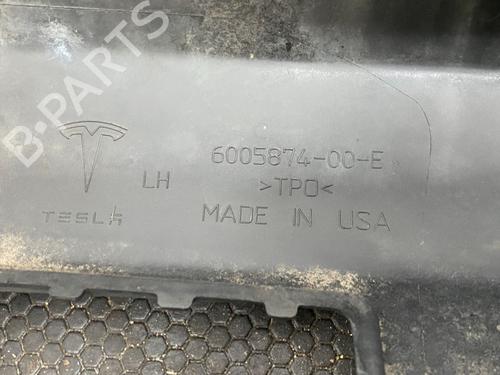 B-PARTS
6005874-00-E
LH >TPO<
TESLA MADE IN USA